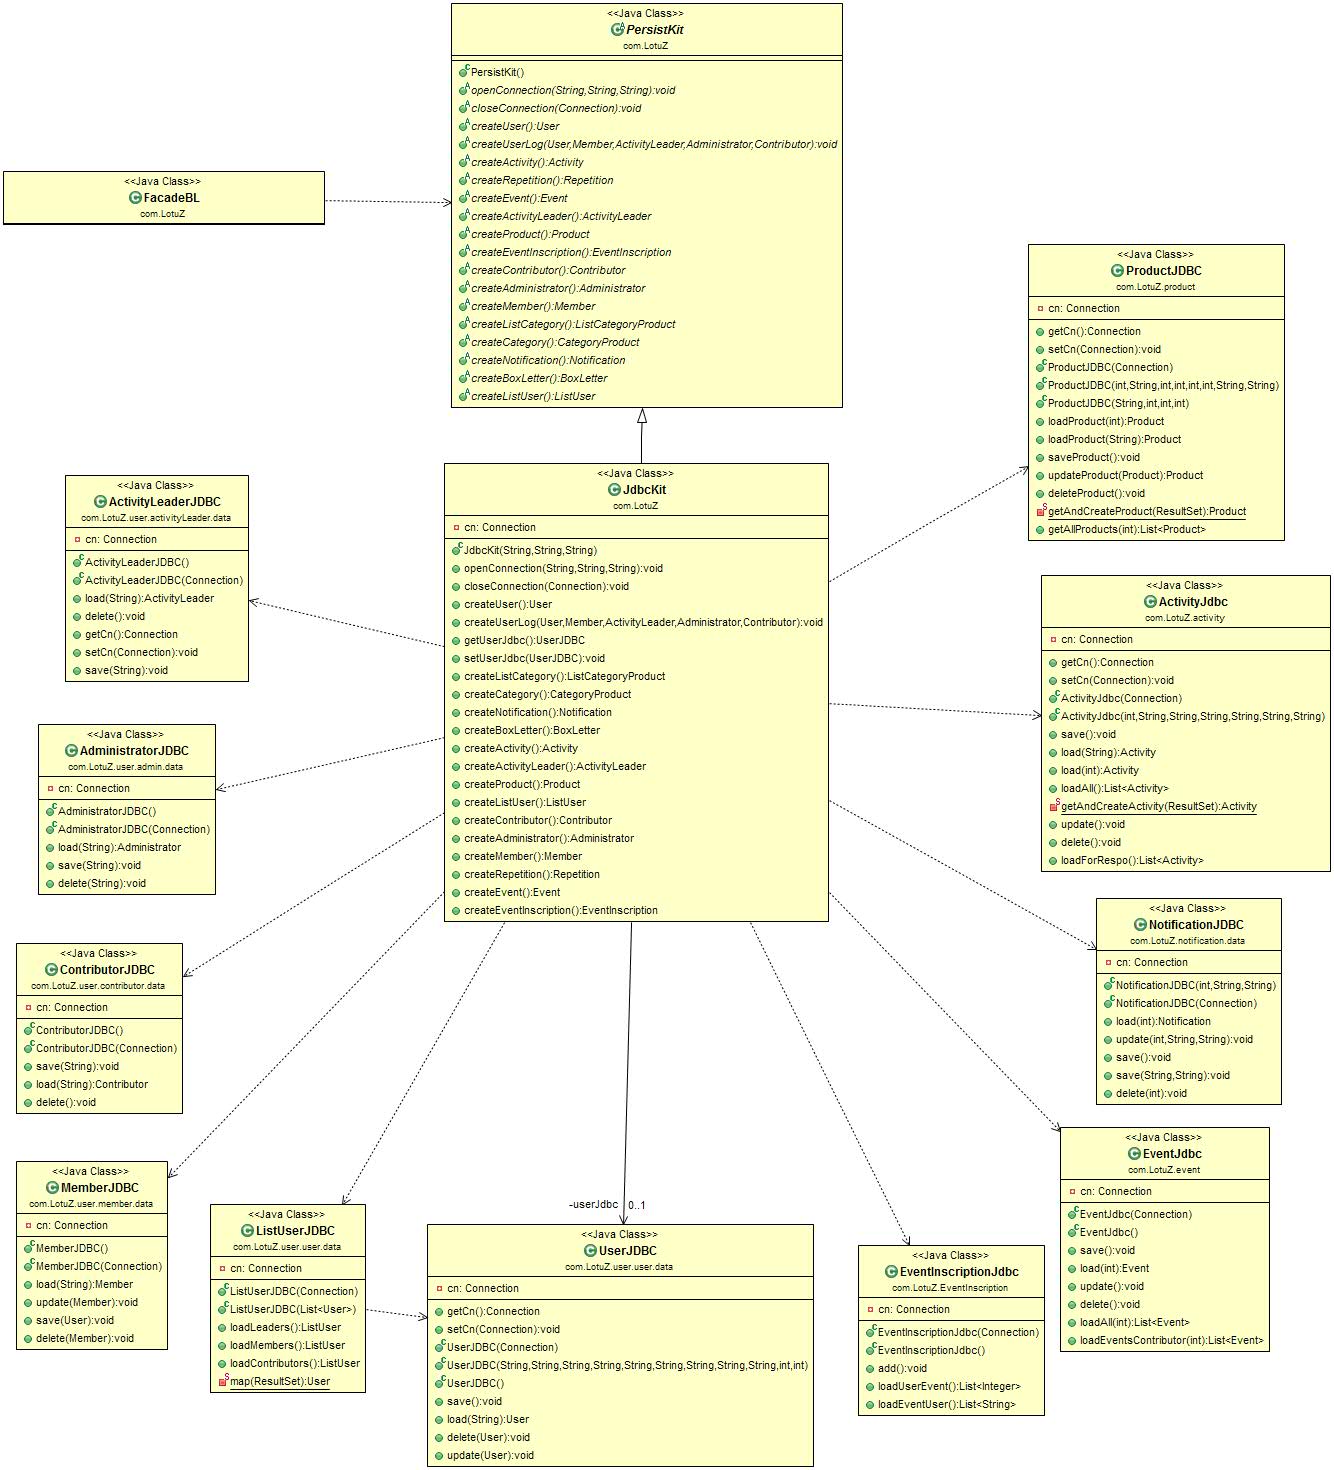 <<Java Class>>
PersistKit
com.LotuZ
PersistKit()
openConnection(String,String,String):void
closeConnection(Connection):void
createUser():User
createUserLog(User,Member,ActivityLeader,Administrator,Contributor):void
createActivity():Activity
createRepetition():Repetition
createEvent():Event
createActivityLeader():ActivityLeader
createProduct():Product
createEventInscription():EventInscription
createContributor():Contributor
createAdministrator():Administrator
createMember():Member
createListCategory():ListCategoryProduct
createCategory():CategoryProduct
createNotification():Notification
createBoxLetter():BoxLetter
createListUser():ListUser
<<Java Class>>
FacadeBL
com.LotuZ
<<Java Class>>
ProductJDBC
com.LotuZ.product
cn: Connection
getCn():Connection
setCn(Connection):void
ProductJDBC(Connection)
ProductJDBC(int,String,int,int,int,int,String,String)
ProductJDBC(String,int,int,int)
loadProduct(int):Product
loadProduct(String):Product
saveProduct():void
updateProduct(Product):Product
deleteProduct():void
getAndCreateProduct(ResultSet):Product
getAllProducts(int):List<Product>
<<Java Class>>
JdbcKit
com.LotuZ
cn: Connection
JdbcKit(String,String,String)
openConnection(String,String,String):void
closeConnection(Connection):void
createUser():User
createUserLog(User,Member,ActivityLeader,Administrator,Contributor):void
getUserJdbc():UserJDBC
setUserJdbc(UserJDBC):void
createListCategory():ListCategoryProduct
createCategory():CategoryProduct
createNotification():Notification
createBoxLetter():BoxLetter
createActivity():Activity
createActivityLeader():ActivityLeader
createProduct():Product
createListUser():ListUser
createContributor():Contributor
createAdministrator():Administrator
createMember():Member
createRepetition():Repetition
createEvent():Event
createEventInscription():EventInscription
<<Java Class>>
ActivityLeaderJDBC
com.LotuZ.user.activityLeader.data
cn: Connection
ActivityLeaderJDBC()
ActivityLeaderJDBC(Connection)
load(String):ActivityLeader
delete():void
getCn():Connection
setCn(Connection):void
save(String):void
<<Java Class>>
ActivityJdbc
com.LotuZ.activity
cn: Connection
getCn():Connection
setCn(Connection):void
ActivityJdbc(Connection)
ActivityJdbc(int,String,String,String,String,String,String)
save():void
load(String):Activity
load(int):Activity
loadAll():List<Activity>
getAndCreateActivity(ResultSet):Activity
update():void
delete():void
loadForRespo():List<Activity>
<<Java Class>>
AdministratorJDBC
com.LotuZ.user.admin.data
cn: Connection
AdministratorJDBC()
AdministratorJDBC(Connection)
load(String):Administrator
save(String):void
delete(String):void
<<Java Class>>
NotificationJDBC
com.LotuZ.notification.data
cn: Connection
NotificationJDBC(int,String,String)
NotificationJDBC(Connection)
load(int):Notification
update(int,String,String):void
save():void
save(String,String):void
delete(int):void
<<Java Class>>
ContributorJDBC
com.LotuZ.user.contributor.data
cn: Connection
ContributorJDBC()
ContributorJDBC(Connection)
save(String):void
load(String):Contributor
delete():void
<<Java Class>>
EventJdbc
com.LotuZ.event
cn: Connection
EventJdbc(Connection)
EventJdbc()
save():void
load(int):Event
update():void
delete():void
loadAll(int):List<Event>
loadEventsContributor(int):List<Event>
<<Java Class>>
MemberJDBC
com.LotuZ.user.member.data
cn: Connection
MemberJDBC()
MemberJDBC(Connection)
load(String):Member
update(Member):void
save(User):void
delete(Member):void
<<Java Class>>
ListUserJDBC
com.LotuZ.user.user.data
cn: Connection
ListUserJDBC(Connection)
ListUserJDBC(List<User>)
loadLeaders():ListUser
loadMembers():ListUser
loadContributors():ListUser
map(ResultSet):User
-userJdbc 0..1
<<Java Class>>
UserJDBC
com.LotuZ.user.user.data
cn: Connection
getCn():Connection
setCn(Connection):void
UserJDBC(Connection)
UserJDBC(String,String,String,String,String,String,String,String,String,int,int)
UserJDBC()
save():void
load(String):User
delete(User):void
update(User):void
<<Java Class>>
EventInscriptionJdbc
com.LotuZ.EventInscription
cn: Connection
EventInscriptionJdbc(Connection)
EventInscriptionJdbc()
add():void
loadUserEvent():List<Integer>
loadEventUser():List<String>